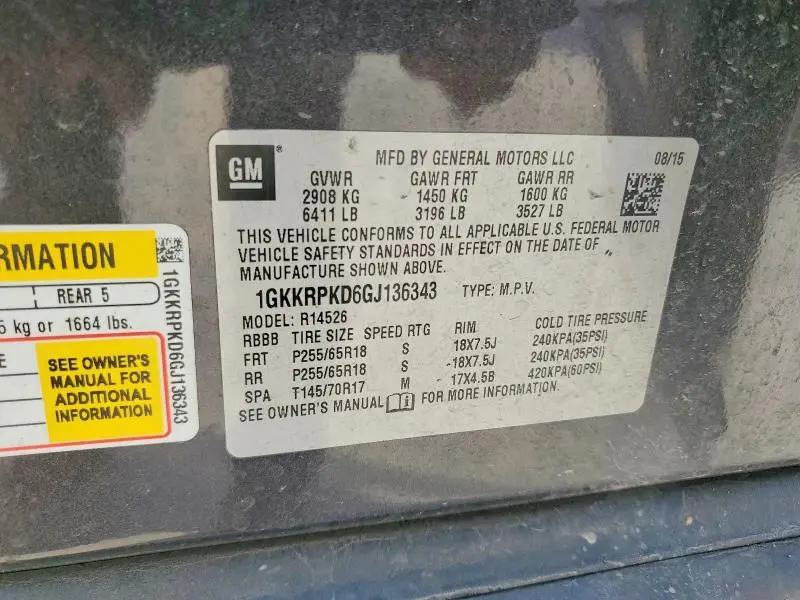 GM
MFD BY GENERAL MOTORS LLC 08/15
GVWR GAWR FRT GAWR RR
2908 KG 1450 KG 1600 KG
6411 LB 3196 LB 3527 LB
THIS VEHICLE CONFORMS TO ALL APPLICABLE U.S. FEDERAL MOTOR
VEHICLE SAFETY STANDARDS IN EFFECT ON THE DATE OF
MANUFACTURE SHOWN ABOVE.
1GKKRPKD6GJ136343 TYPE: M.P.V.
MODEL: R14526
RBBB TIRE SIZE SPEED RTG RIM COLD TIRE PRESSURE
FRT P255/65R18 S 18X7.5J 240KPA(35PSI)
RR P255/65R18 S 18X7.5J 240KPA(35PSI)
SPA T145/70R17 M 17X4.5B 420KPA(60PSI)
SEE OWNER'S MANUAL FOR MORE INFORMATION.
RMATION
REAR 5
5 kg or 1664 lbs.
E
SEE OWNER'S
MANUAL FOR
ADDITIONAL
INFORMATION
1GKKRPKD6GJ136343